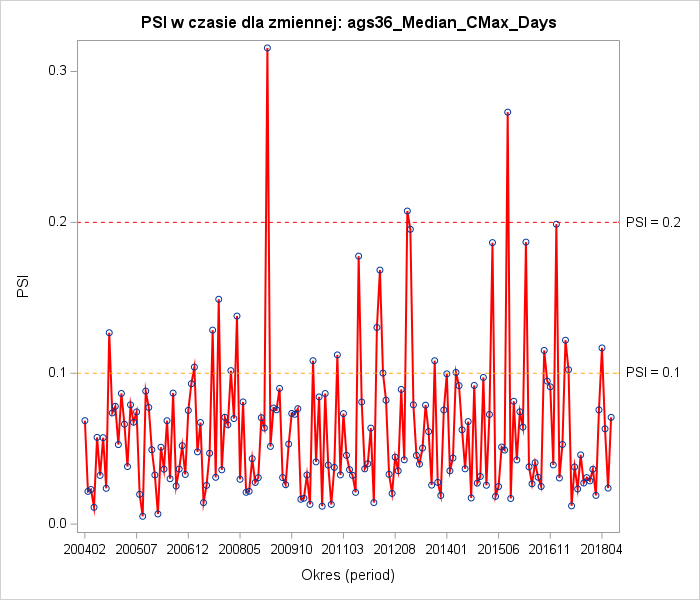 PSI w czasie dla zmiennej: ags36_Median_CMax_Days
0.3
0.2
0.1
0.0
PSI
PSI = 0.2
PSI = 0.1
200402 200507 200612 200805 200910 201103 201208 201401 201506 201611 201804
Okres (period)